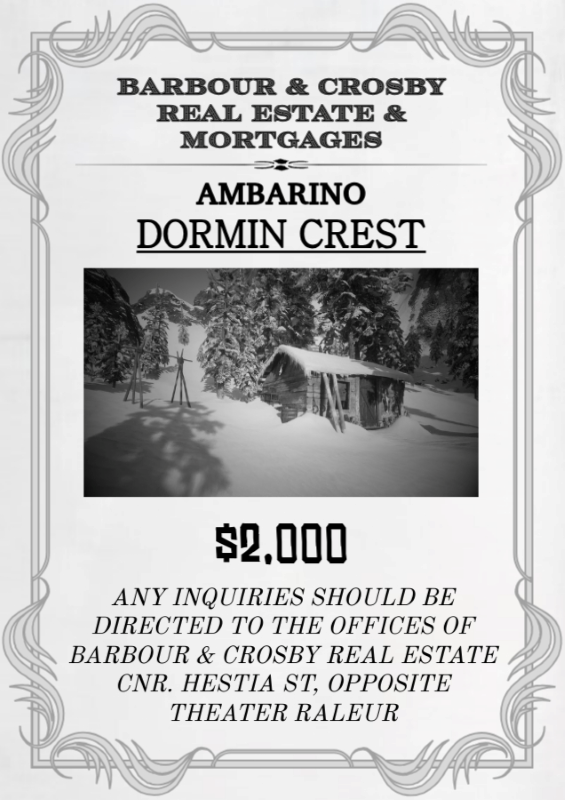 BARBOUR & CROSBY
REAL ESTATE &
MORTGAGES
AMBARINO
DORMIN CREST
$2,000
ANY INQUIRIES SHOULD BE
DIRECTED TO THE OFFICES OF
BARBOUR & CROSBY REAL ESTATE
CNR. HESTIA ST, OPPOSITE
THEATER RALEUR